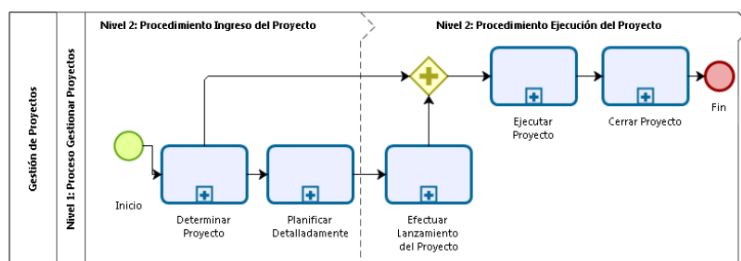 Gestión de Proyectos
Nivel 1: Proceso Gestionar Proyectos
Nivel 2: Procedimiento Ingreso del Proyecto
Nivel 2: Procedimiento Ejecución del Proyecto
Inicio
Determinar
Proyecto
Planificar
Detalladamente
Efectuar
Lanzamiento
del Proyecto
Ejecutar
Proyecto
Cerrar Proyecto
Fin